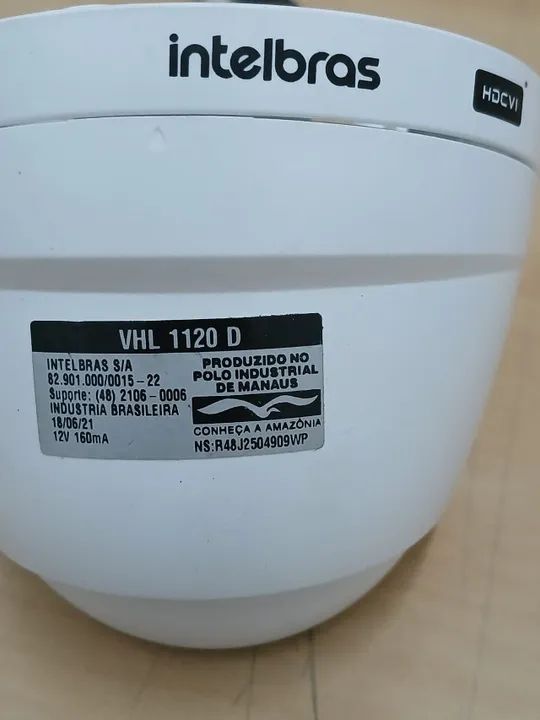 intelbras
HDCVI
VHL 1120 D
INTELBRAS S/A
82.901.000/0015-22
Suporte: (48) 2106-0006
INDUSTRIA BRASILEIRA
18/06/21
12V 160mA
PRODUZIDO NO
POLO INDUSTRIAL
DE MANAUS
CONHEÇA A AMAZÔNIA
NS:R48J2504909WP